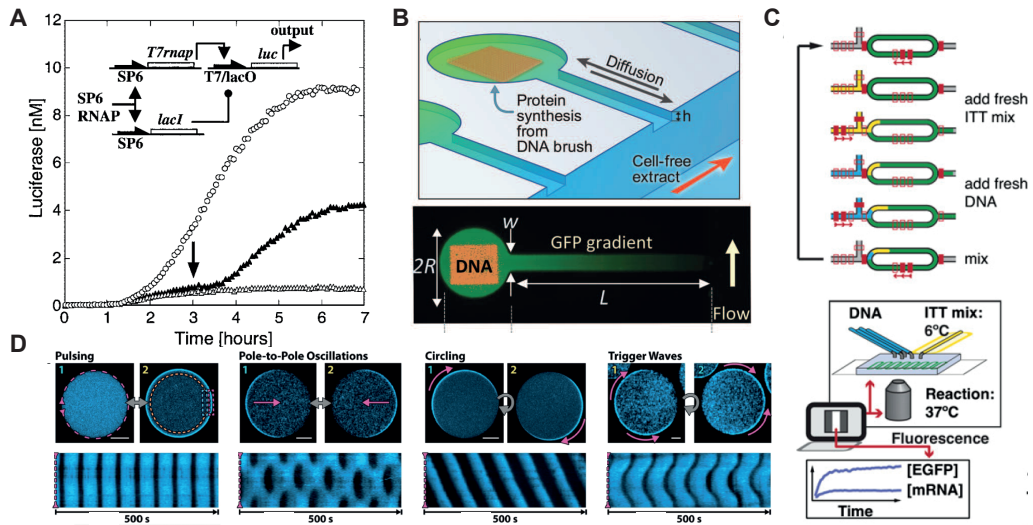 A
12
10
8
6
4
2
0
Luciferase [nM]
0 1 2 3 4 5 6 7
Time [hours]
T7rnap
luc
output
SP6
T7/lacO
SP6
RNAP
lacI
SP6
B
Diffusion
h
Protein
synthesis
from
DNA brush
Cell-free
extract
2R
DNA
w
GFP gradient
L
Flow
C
add fresh
ITT mix
add fresh
DNA
mix
DNA
ITT mix:
6ºC
Reaction:
37ºC
Fluorescence
[EGFP]
[mRNA]
Time
D
Pulsing
1 2
500 s
Pole-to-Pole Oscillations
1 2
500 s
Circling
1 2
500 s
Trigger Waves
1 2
500 s